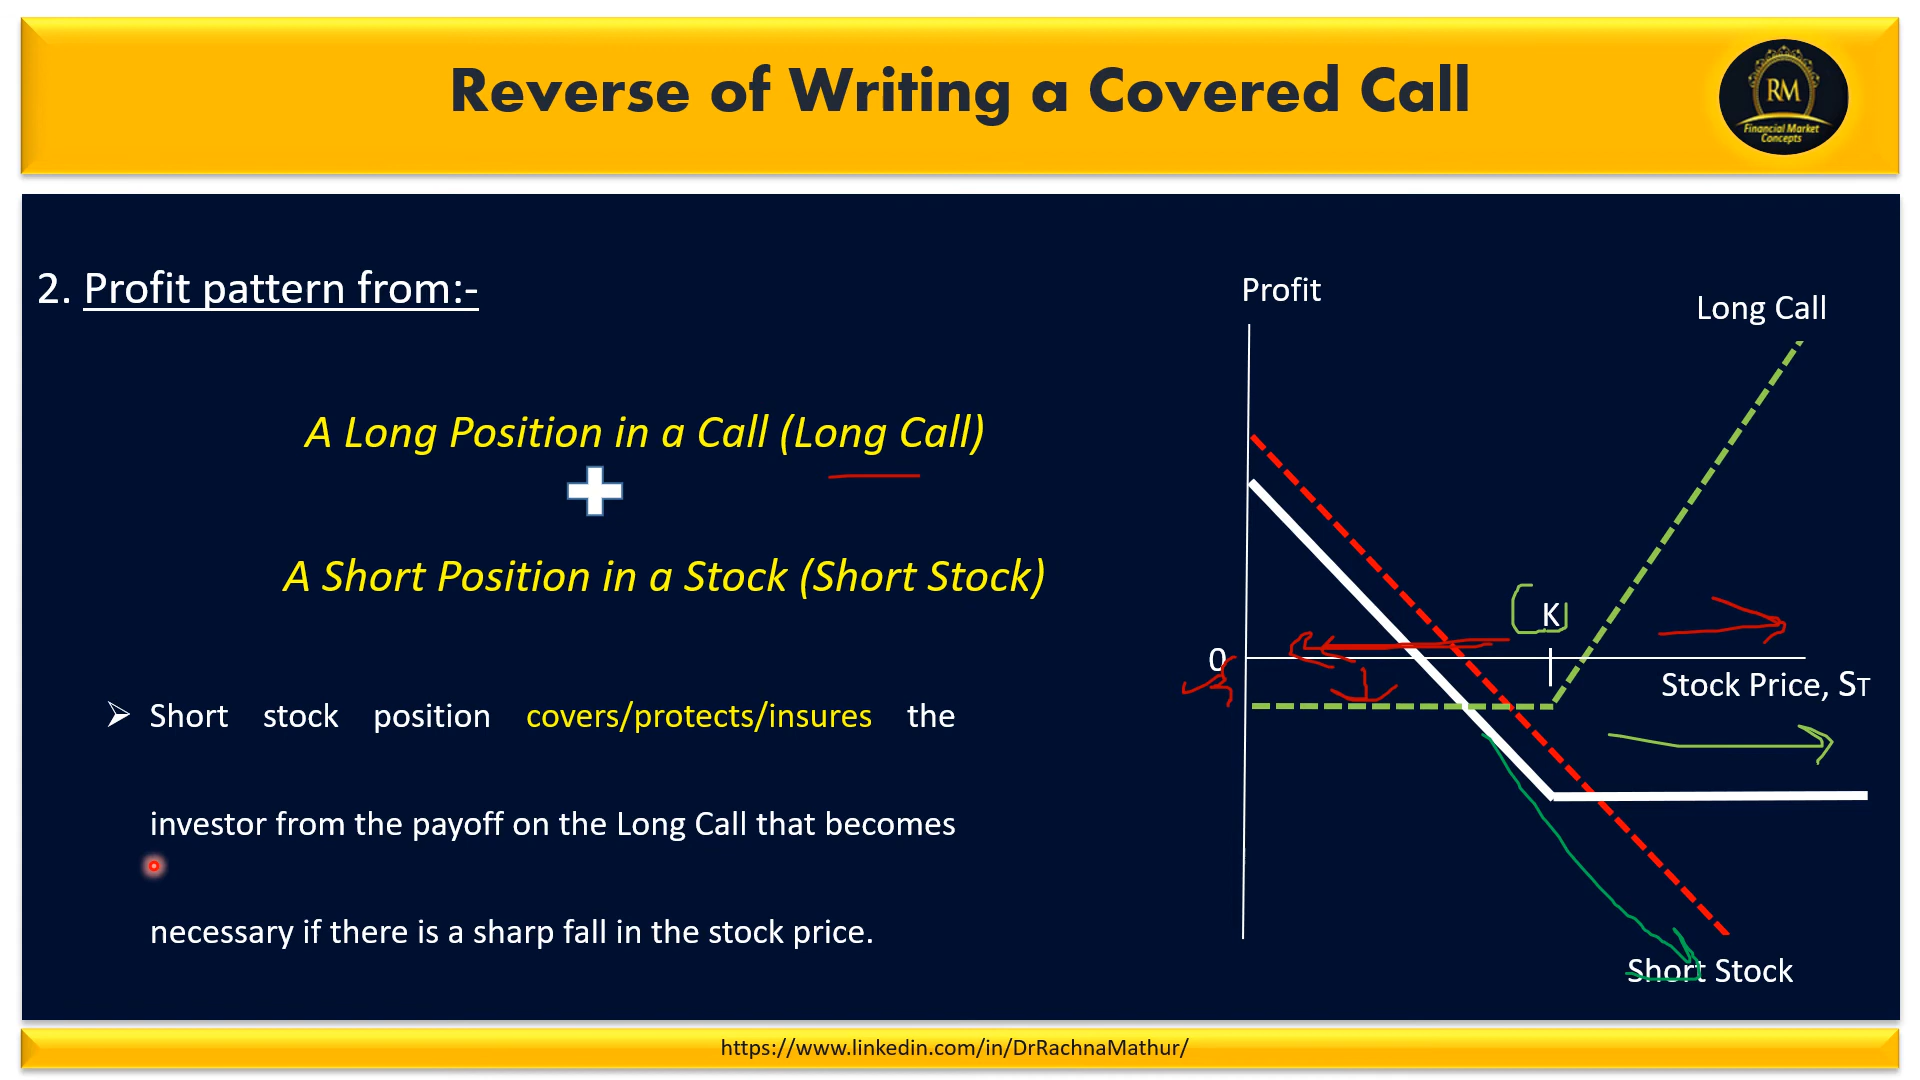 Reverse of Writing a Covered Call
RM
Financial Market
Concepts
2. Profit pattern from:-
A Long Position in a Call (Long Call)
A Short Position in a Stock (Short Stock)
Short stock position covers/protects/insures the
investor from the payoff on the Long Call that becomes
necessary if there is a sharp fall in the stock price.
Profit
Long Call
K
0
Stock Price, ST
Short Stock
https://www.linkedin.com/in/DrRachnaMathur/